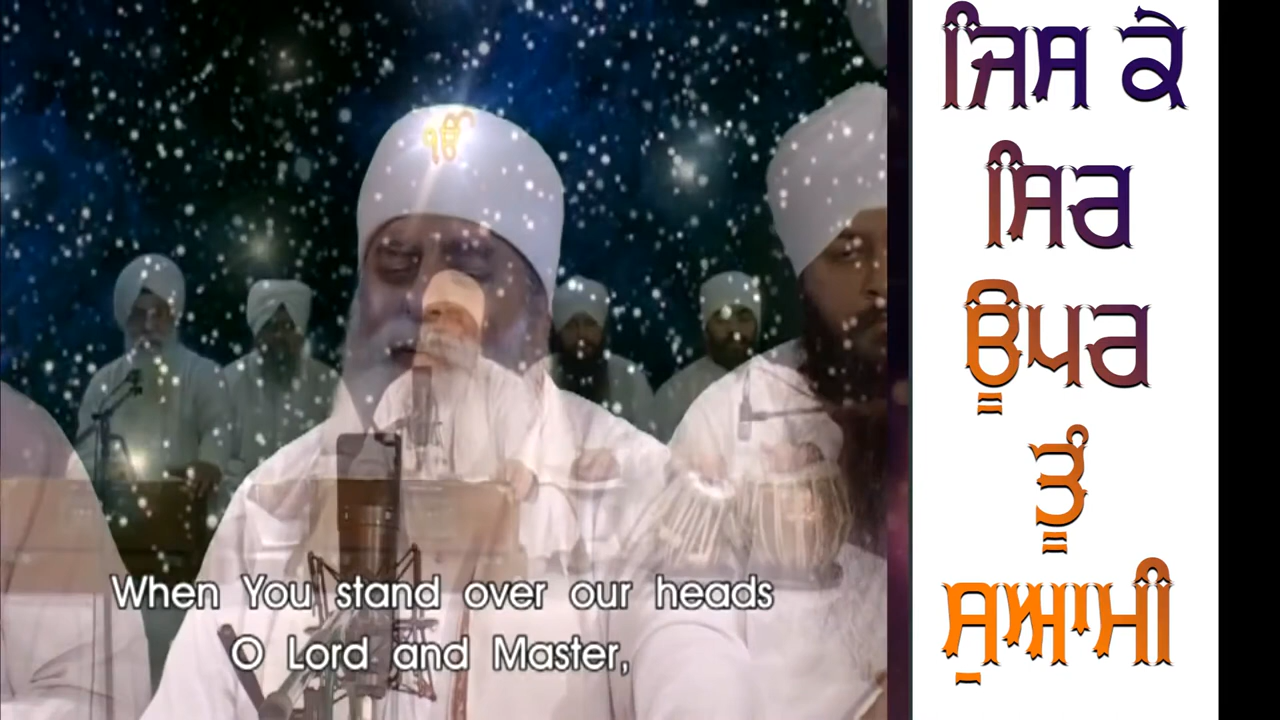 ੴ
When You stand over our heads
O Lord and Master,
ਜਿਸ ਕੇ
ਸਿਰ
ਊਪਰ
ਤੂੰ
ਸੁਆਮੀ